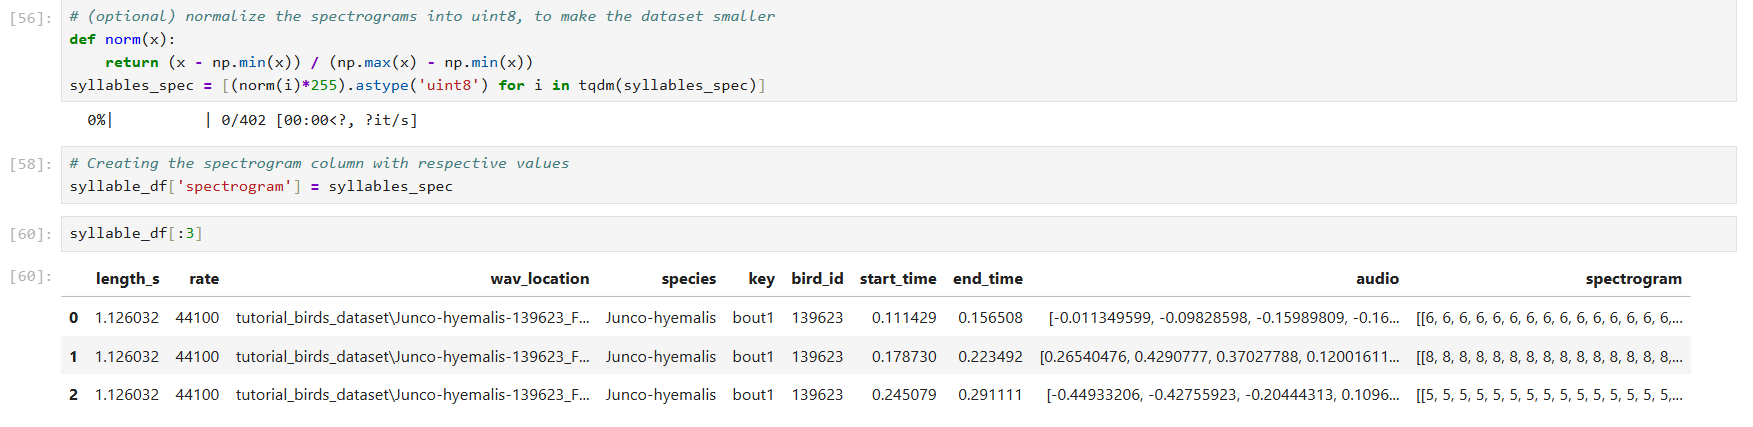 [56]: # (optional) normalize the spectrograms into uint8, to make the dataset smaller
def norm(x):
    return (x - np.min(x)) / (np.max(x) - np.min(x))
syllables_spec = [(norm(i)*255).astype('uint8') for i in tqdm(syllables_spec)]
0%|          | 0/402 [00:00<?, ?it/s]
[58]: # Creating the spectrogram column with respective values
syllable_df['spectrogram'] = syllables_spec
[60]: syllable_df[:3]
[60]: length_s rate wav_location species key bird_id start_time end_time audio spectrogram
0 1.126032 44100 tutorial_birds_dataset\Junco-hyemalis-139623_F... Junco-hyemalis bout1 139623 0.111429 0.156508 [-0.011349599, -0.09828598, -0.15989809, -0.16... [[6, 6, 6, 6, 6, 6, 6, 6, 6, 6, 6, 6, 6, 6, 6,...
1 1.126032 44100 tutorial_birds_dataset\Junco-hyemalis-139623_F... Junco-hyemalis bout1 139623 0.178730 0.223492 [0.26540476, 0.4290777, 0.37027788, 0.12001611... [[8, 8, 8, 8, 8, 8, 8, 8, 8, 8, 8, 8, 8, 8, 8,...
2 1.126032 44100 tutorial_birds_dataset\Junco-hyemalis-139623_F... Junco-hyemalis bout1 139623 0.245079 0.291111 [-0.44933206, -0.42755923, -0.20444313, 0.1096... [[5, 5, 5, 5, 5, 5, 5, 5, 5, 5, 5, 5, 5, 5, 5,...